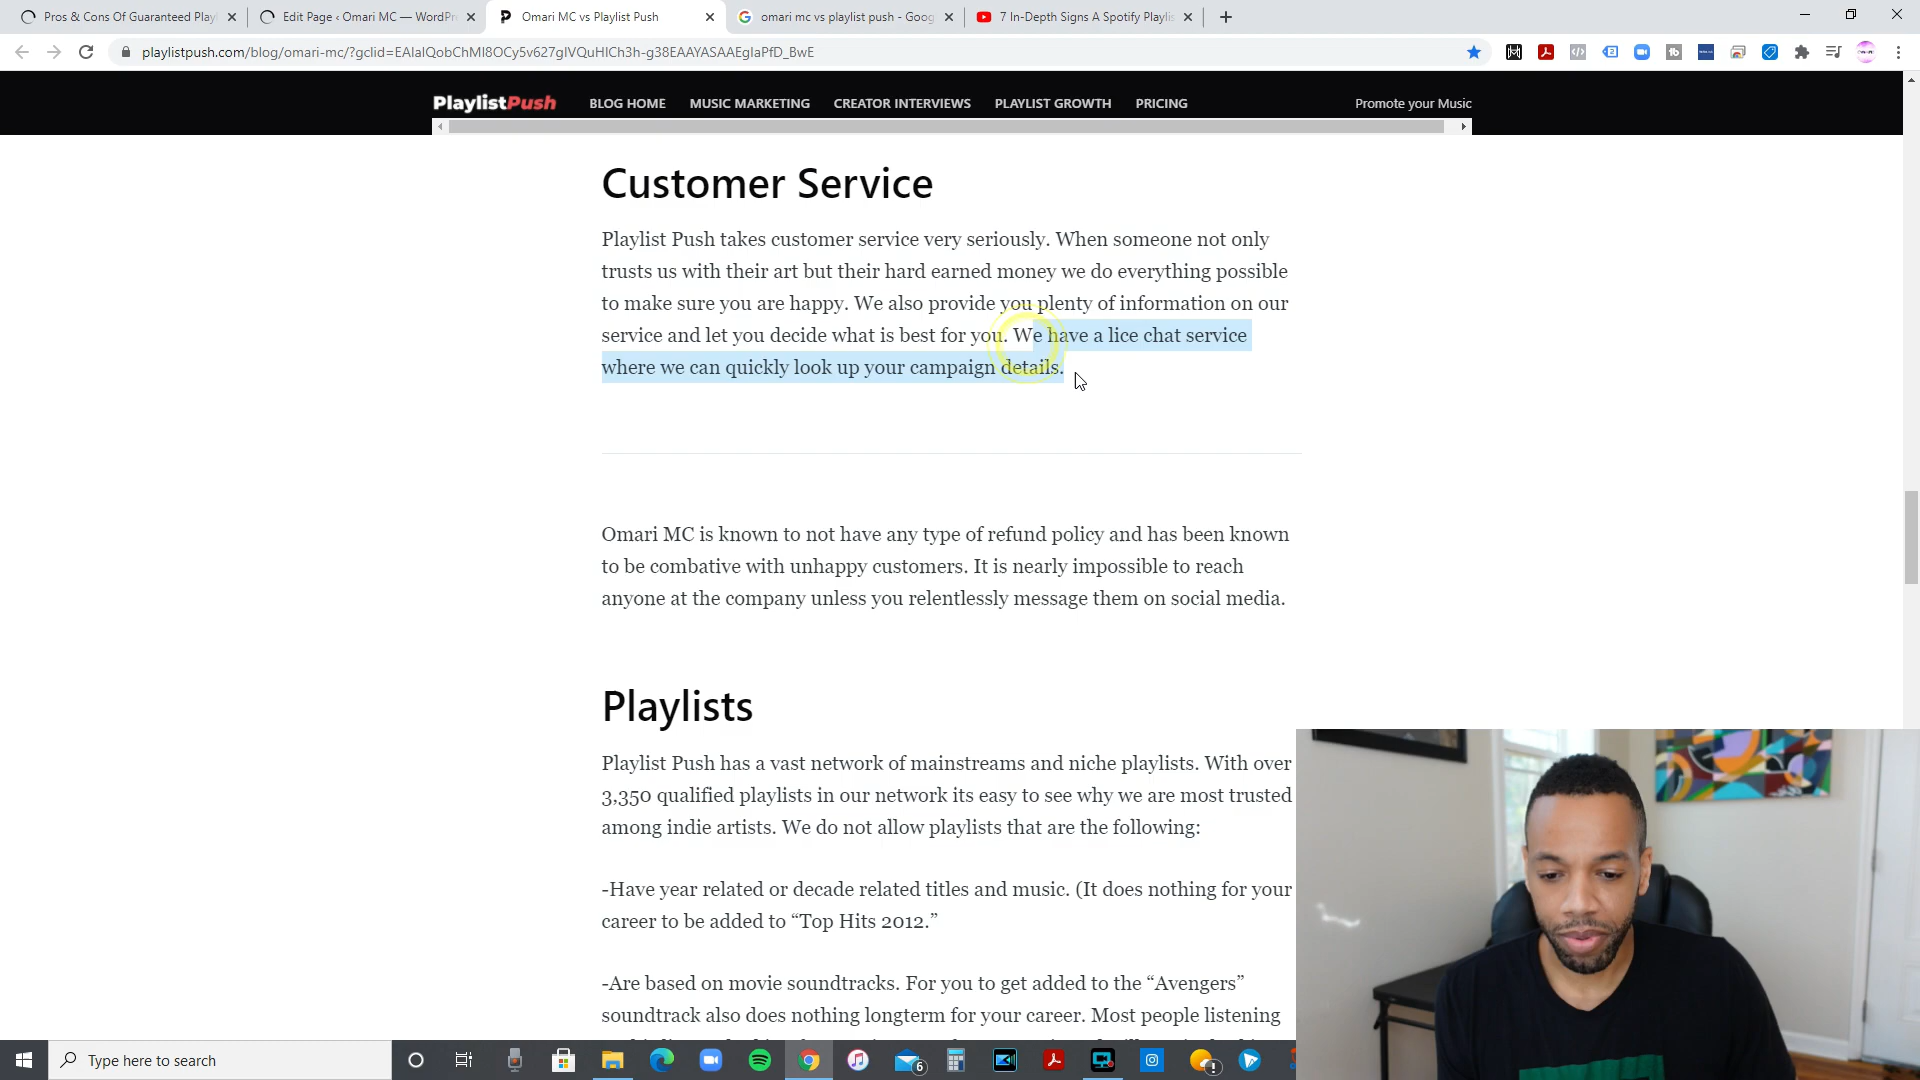 Pros & Cons Of Guaranteed Play
Edit Page ‹ Omari MC — WordPr
Omari MC vs Playlist Push
omari mc vs playlist push - Goog
7 In-Depth Signs A Spotify Playlis
playlistpush.com/blog/omari-mc/?gclid=EAIaIQobChMI8OCy5v627gIVQuHICh3h-g38EAAYASAAEgIaPfD_BwE
PlaylistPush
BLOG HOME
MUSIC MARKETING
CREATOR INTERVIEWS
PLAYLIST GROWTH
PRICING
Promote your Music
Customer Service
Playlist Push takes customer service very seriously. When someone not only
trusts us with their art but their hard earned money we do everything possible
to make sure you are happy. We also provide you plenty of information on our
service and let you decide what is best for you. We have a lice chat service
where we can quickly look up your campaign details.
Omari MC is known to not have any type of refund policy and has been known
to be combative with unhappy customers. It is nearly impossible to reach
anyone at the company unless you relentlessly message them on social media.
Playlists
Playlist Push has a vast network of mainstreams and niche playlists. With over
3,350 qualified playlists in our network its easy to see why we are most trusted
among indie artists. We do not allow playlists that are the following:
-Have year related or decade related titles and music. (It does nothing for your
career to be added to “Top Hits 2012.”
-Are based on movie soundtracks. For you to get added to the “Avengers”
soundtrack also does nothing longterm for your career. Most people listening
Type here to search
6